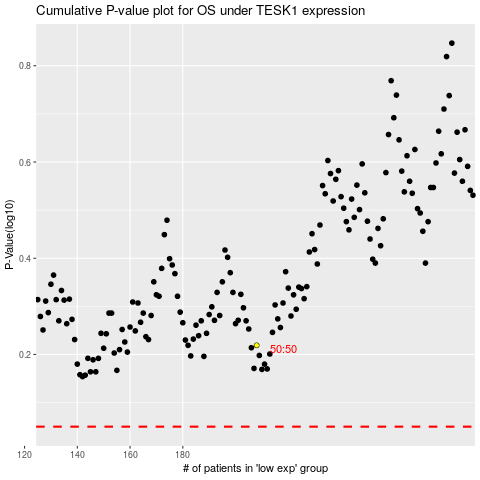 Cumulative P-value plot for OS under TESK1 expression
P-Value(log10)
0.8
0.6
0.4
0.2
50:50
120 140 160 180
# of patients in 'low exp' group